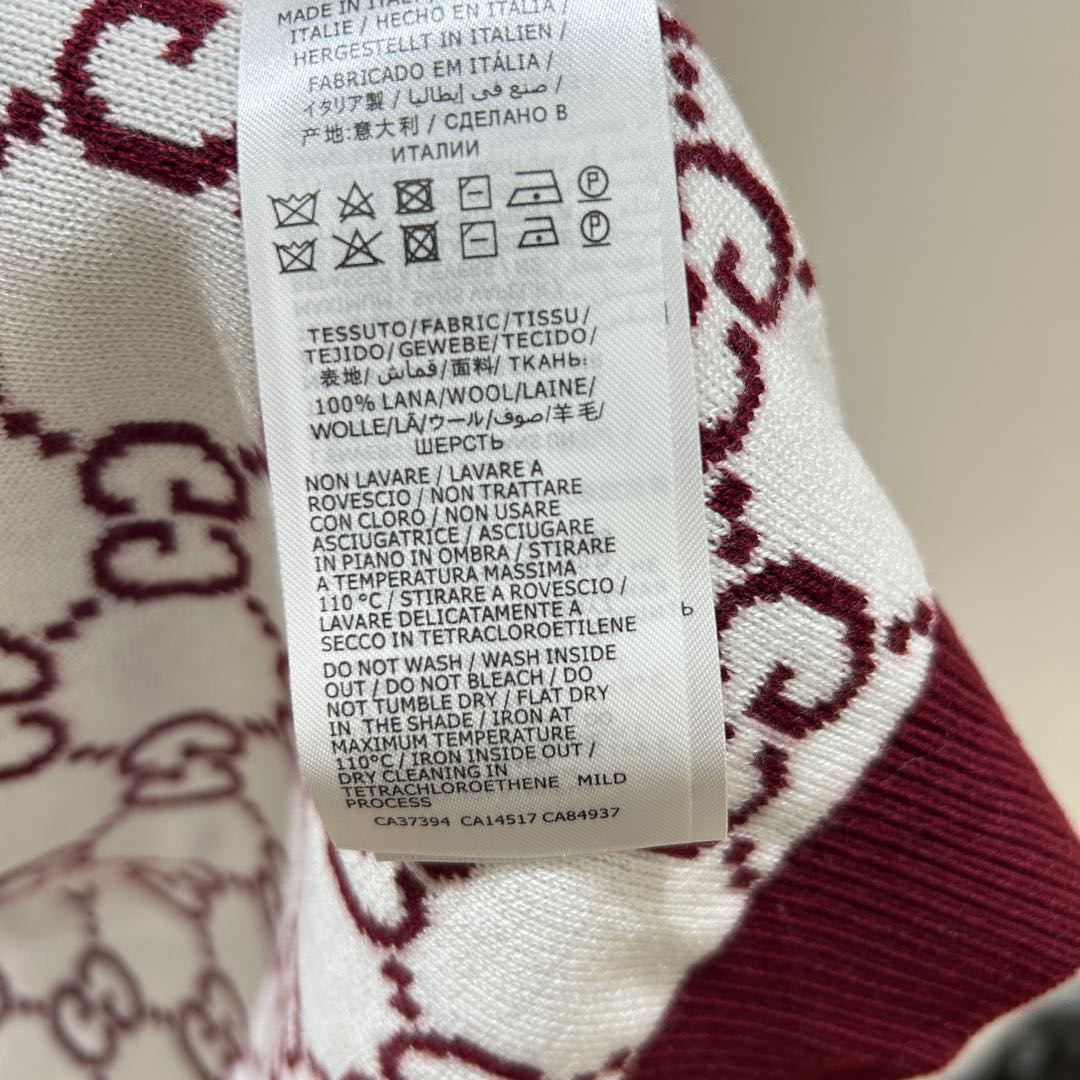 MADE IN ITALY
ITALIE / HECHO EN ITALIA /
HERGESTELLT IN ITALIEN /
FABRICADO EM ITÁLIA /
イタリア製 / صنع في إيطاليا /
产地:意大利 / СДЕЛАНО В
ИТАЛИИ
P
P
TESSUTO/FABRIC/TISSU/
TEJIDO/GEWEBE/TECIDO/
表地/ قماش/面料/ ТКАНЬ:
100% LANA/WOOL/LAINE/
WOLLE/LÃ/ウール/صوف/羊毛/
ШЕРСТЬ
NON LAVARE / LAVARE A
ROVESCIO / NON TRATTARE
CON CLORO / NON USARE
ASCIUGATRICE / ASCIUGARE
IN PIANO IN OMBRA / STIRARE
A TEMPERATURA MASSIMA
110 °C / STIRARE A ROVESCIO /
LAVARE DELICATAMENTE A
SECCO IN TETRACLOROETILENE
DO NOT WASH / WASH INSIDE
OUT / DO NOT BLEACH / DO
NOT TUMBLE DRY / FLAT DRY
IN THE SHADE / IRON AT
MAXIMUM TEMPERATURE
110°C / IRON INSIDE OUT /
DRY CLEANING IN
TETRACHLOROETHENE MILD
PROCESS
CA37394 CA14517 CA84937